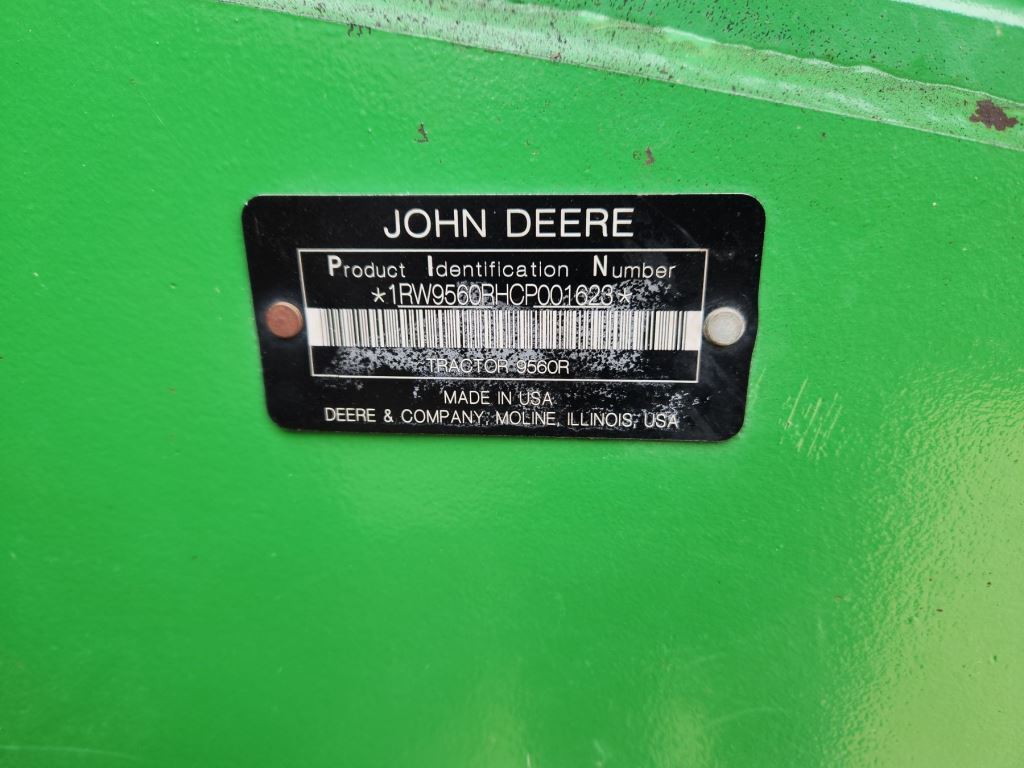 JOHN DEERE
Product Identification Number
*1RW9560RHCP001623*
TRACTOR 9560R
MADE IN USA
DEERE & COMPANY, MOLINE, ILLINOIS, USA